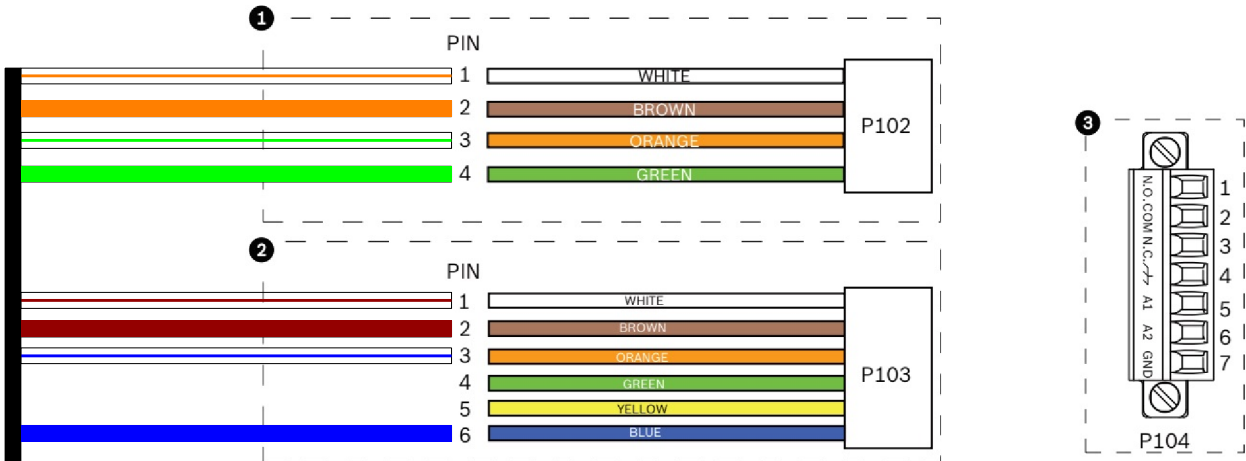 1
PIN
1 WHITE
2 BROWN
3 ORANGE
4 GREEN
P102
2
PIN
1 WHITE
2 BROWN
3 ORANGE
4 GREEN
5 YELLOW
6 BLUE
P103
3
N.O. 1
COM 2
N.C. 3
4
A1 5
A2 6
GND 7
P104